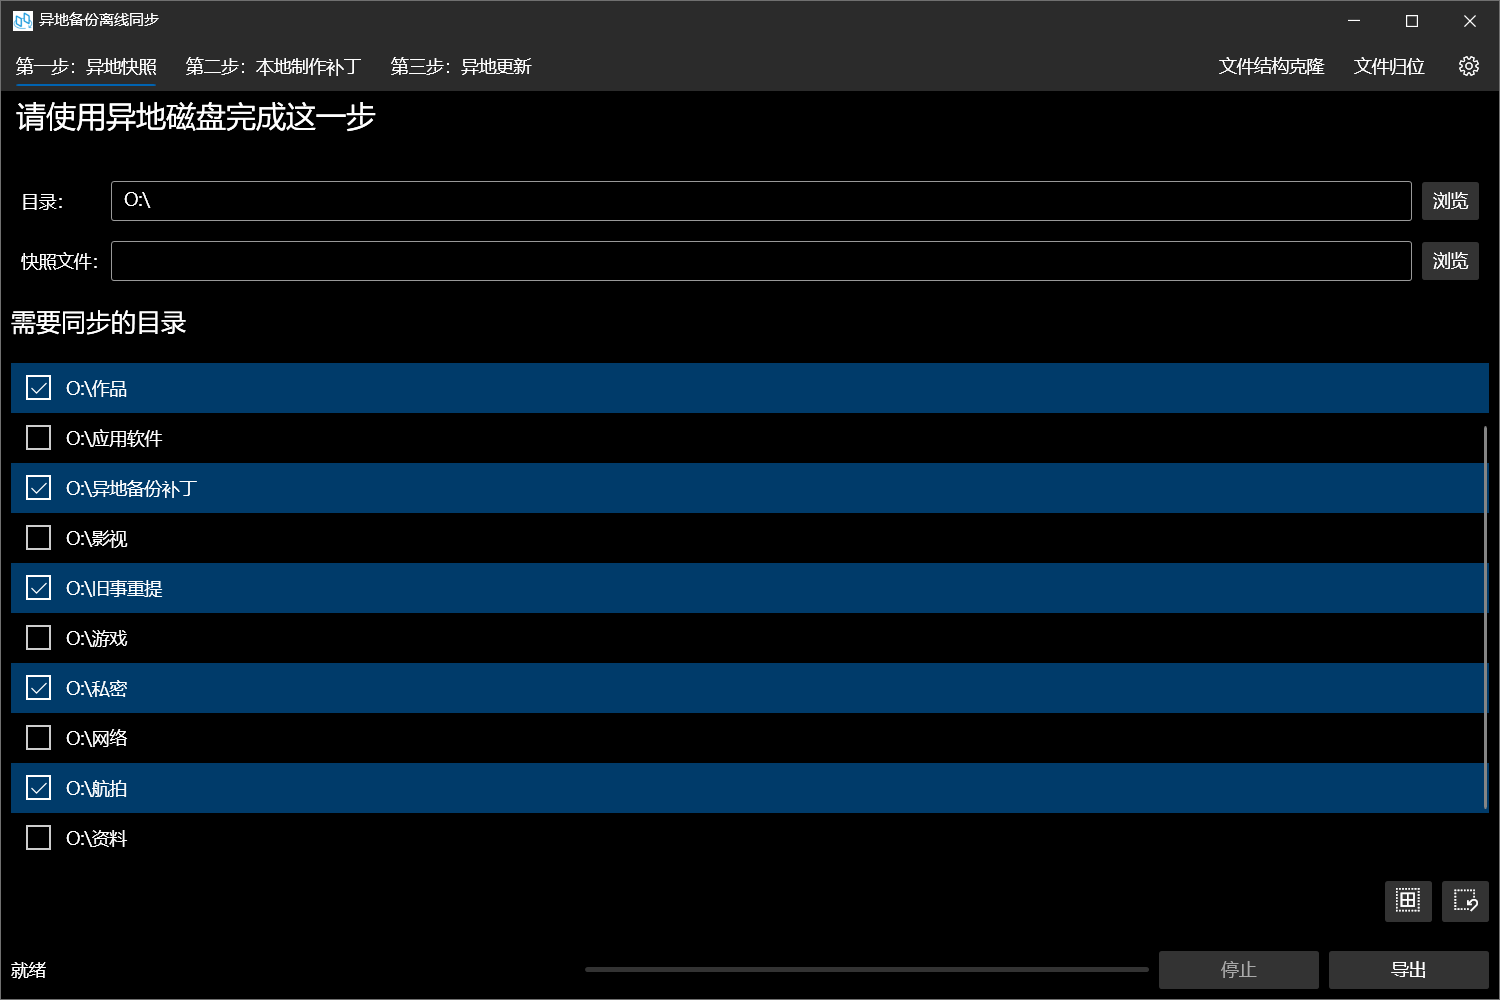 异地备份离线同步
第一步：异地快照 第二步：本地制作补丁 第三步：异地更新 文件结构克隆 文件归位
请使用异地磁盘完成这一步
目录： O:\ 浏览
快照文件： 浏览
需要同步的目录
O:\作品
O:\应用软件
O:\异地备份补丁
O:\影视
O:\旧事重提
O:\游戏
O:\私密
O:\网络
O:\航拍
O:\资料
就绪 停止 导出